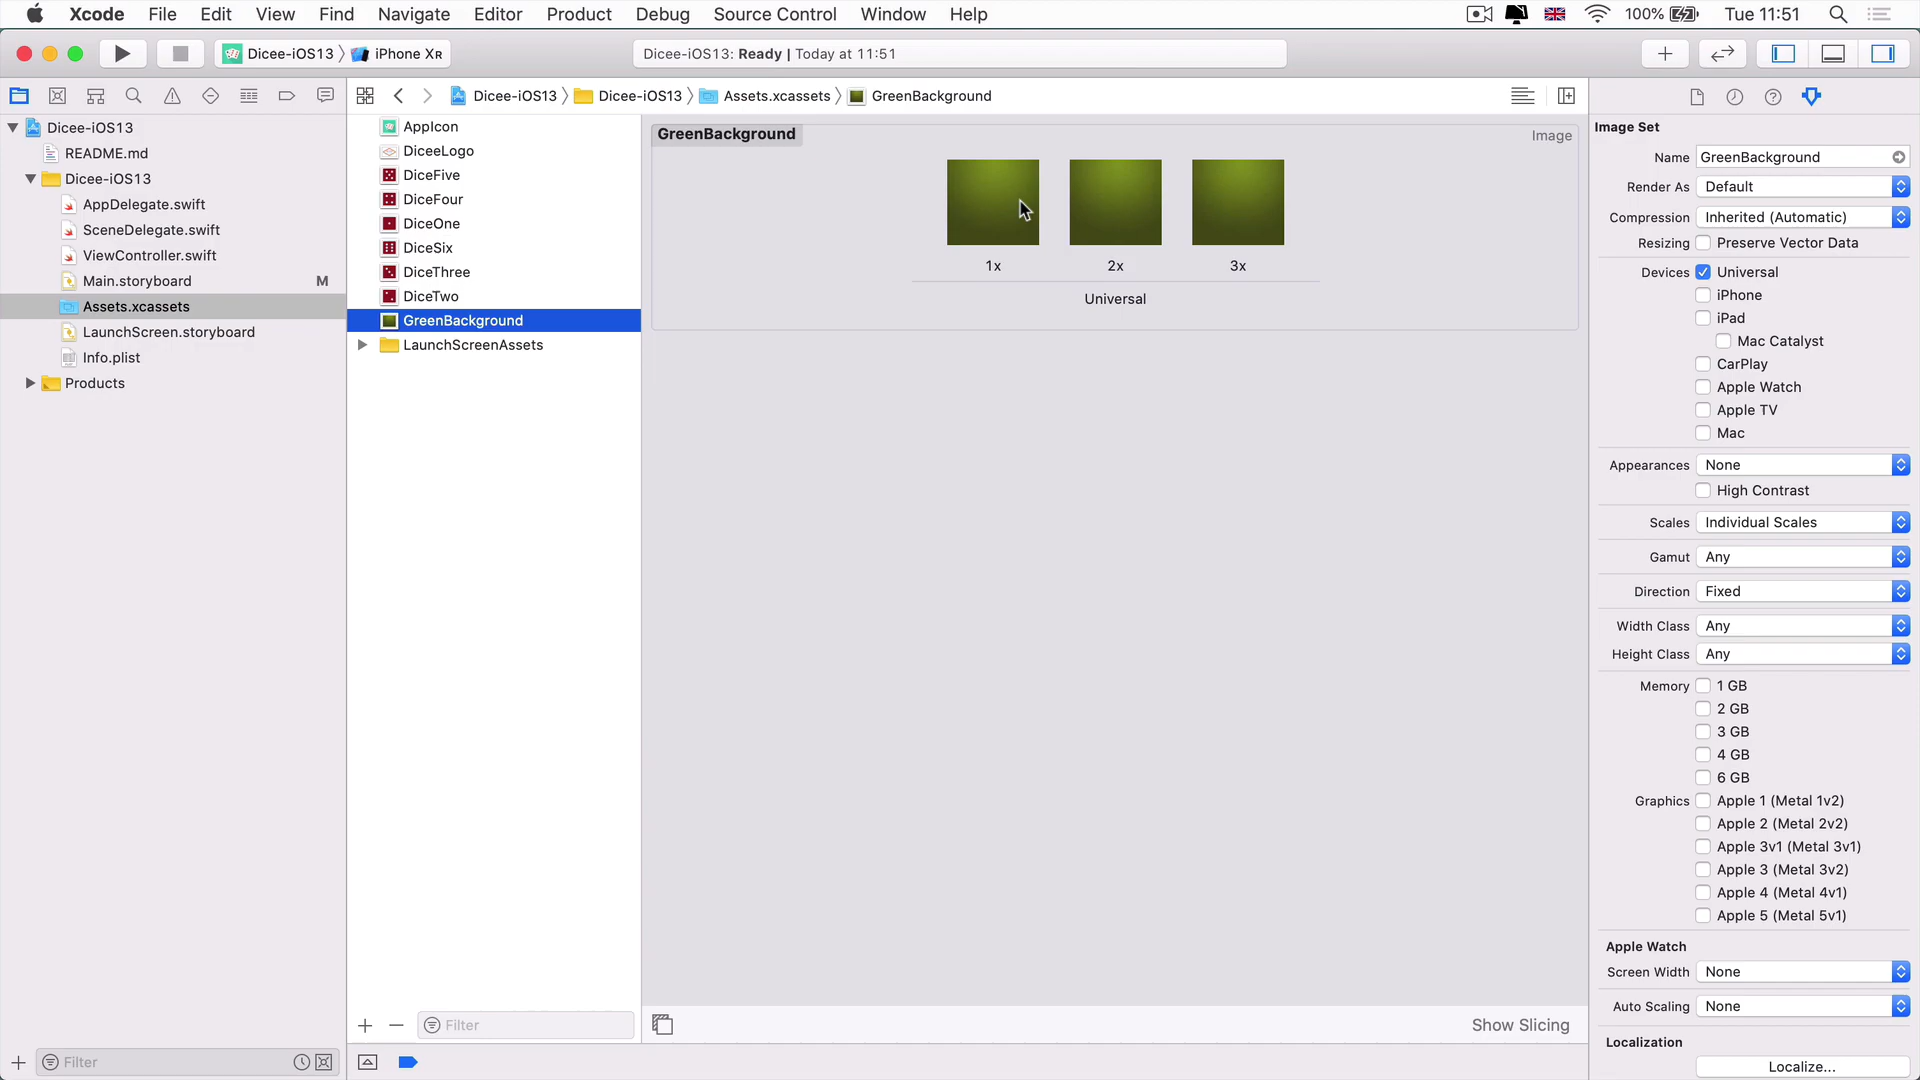 Xcode File Edit View Find Navigate Editor Product Debug Source Control Window Help 100% Tue 11:51
Dicee-iOS13 iPhone XR Dicee-iOS13: Ready | Today at 11:51
Dicee-iOS13 Dicee-iOS13 Assets.xcassets GreenBackground
Dicee-iOS13
README.md
Dicee-iOS13
AppDelegate.swift
SceneDelegate.swift
ViewController.swift
Main.storyboard M
Assets.xcassets
LaunchScreen.storyboard
Info.plist
Products
Filter
AppIcon
DiceeLogo
DiceFive
DiceFour
DiceOne
DiceSix
DiceThree
DiceTwo
GreenBackground
LaunchScreenAssets
Filter
GreenBackground Image
1x 2x 3x
Universal
Show Slicing
Image Set
Name GreenBackground
Render As Default
Compression Inherited (Automatic)
Resizing Preserve Vector Data
Devices Universal
iPhone
iPad
Mac Catalyst
CarPlay
Apple Watch
Apple TV
Mac
Appearances None
High Contrast
Scales Individual Scales
Gamut Any
Direction Fixed
Width Class Any
Height Class Any
Memory 1 GB
2 GB
3 GB
4 GB
6 GB
Graphics Apple 1 (Metal 1v2)
Apple 2 (Metal 2v2)
Apple 3v1 (Metal 3v1)
Apple 3 (Metal 3v2)
Apple 4 (Metal 4v1)
Apple 5 (Metal 5v1)
Apple Watch
Screen Width None
Auto Scaling None
Localization
Localize...